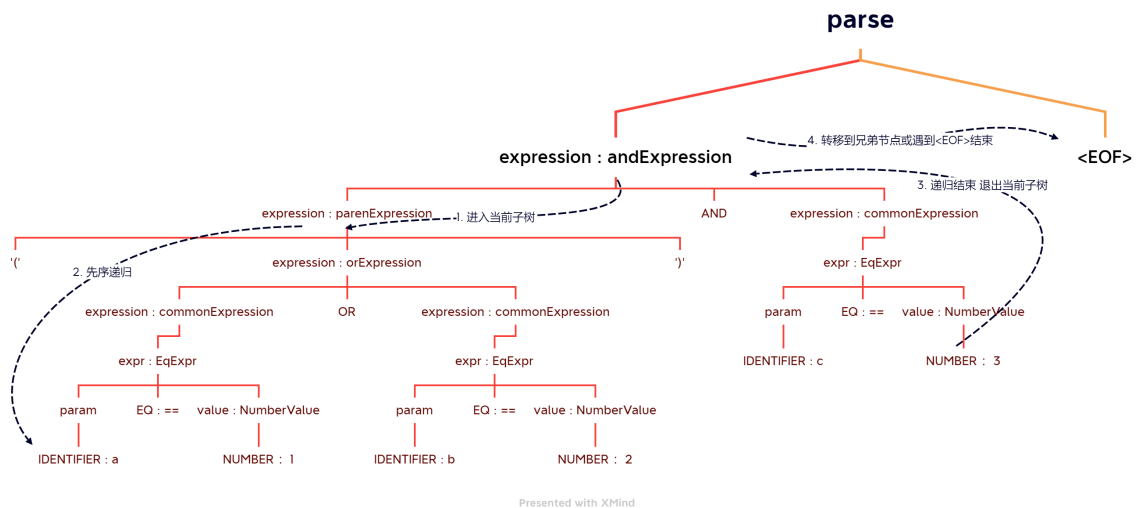 parse
4. 转移到兄弟节点或遇到<EOF>结束
expression : andExpression
<EOF>
3. 递归结束 退出当前子树
expression : parenExpression
1. 进入当前子树
AND
expression : commonExpression
'('
2. 先序递归
expression : orExpression
')'
expr : EqExpr
expression : commonExpression
OR
expression : commonExpression
param
EQ : ==
value : NumberValue
expr : EqExpr
expr : EqExpr
IDENTIFIER : c
NUMBER : 3
param
EQ : ==
value : NumberValue
param
EQ : ==
value : NumberValue
IDENTIFIER : a
NUMBER : 1
IDENTIFIER : b
NUMBER : 2
Presented with XMind